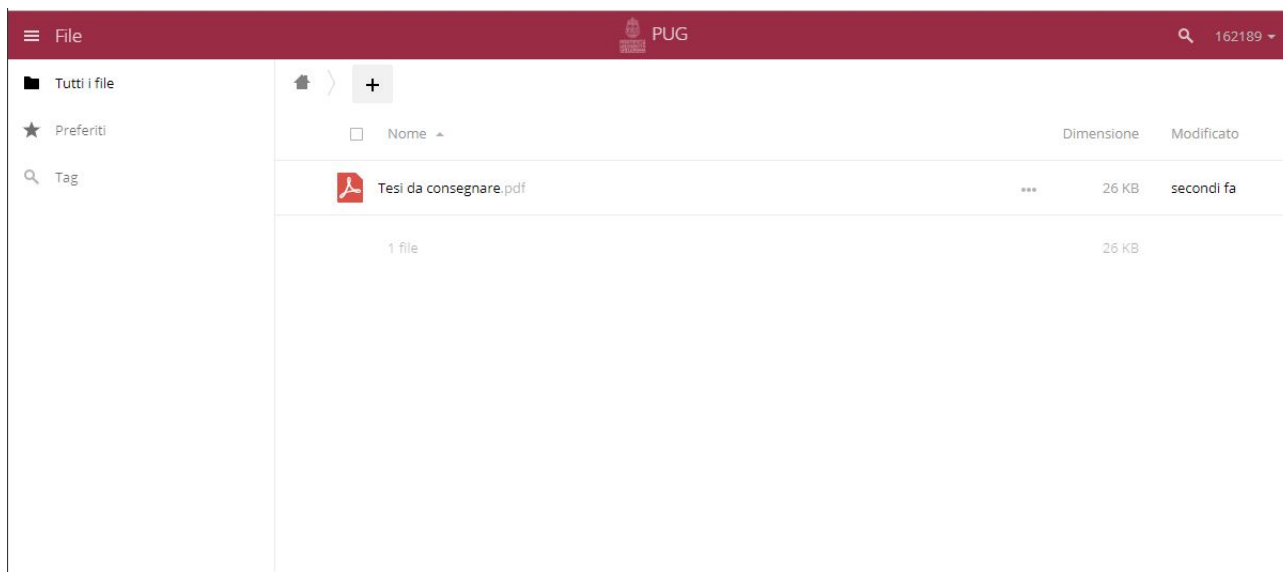 File
PUG
162189
Tutti i file
Preferiti
Tag
+
Nome
Dimensione
Modificato
Tesi da consegnare.pdf
26 KB
secondi fa
1 file
26 KB